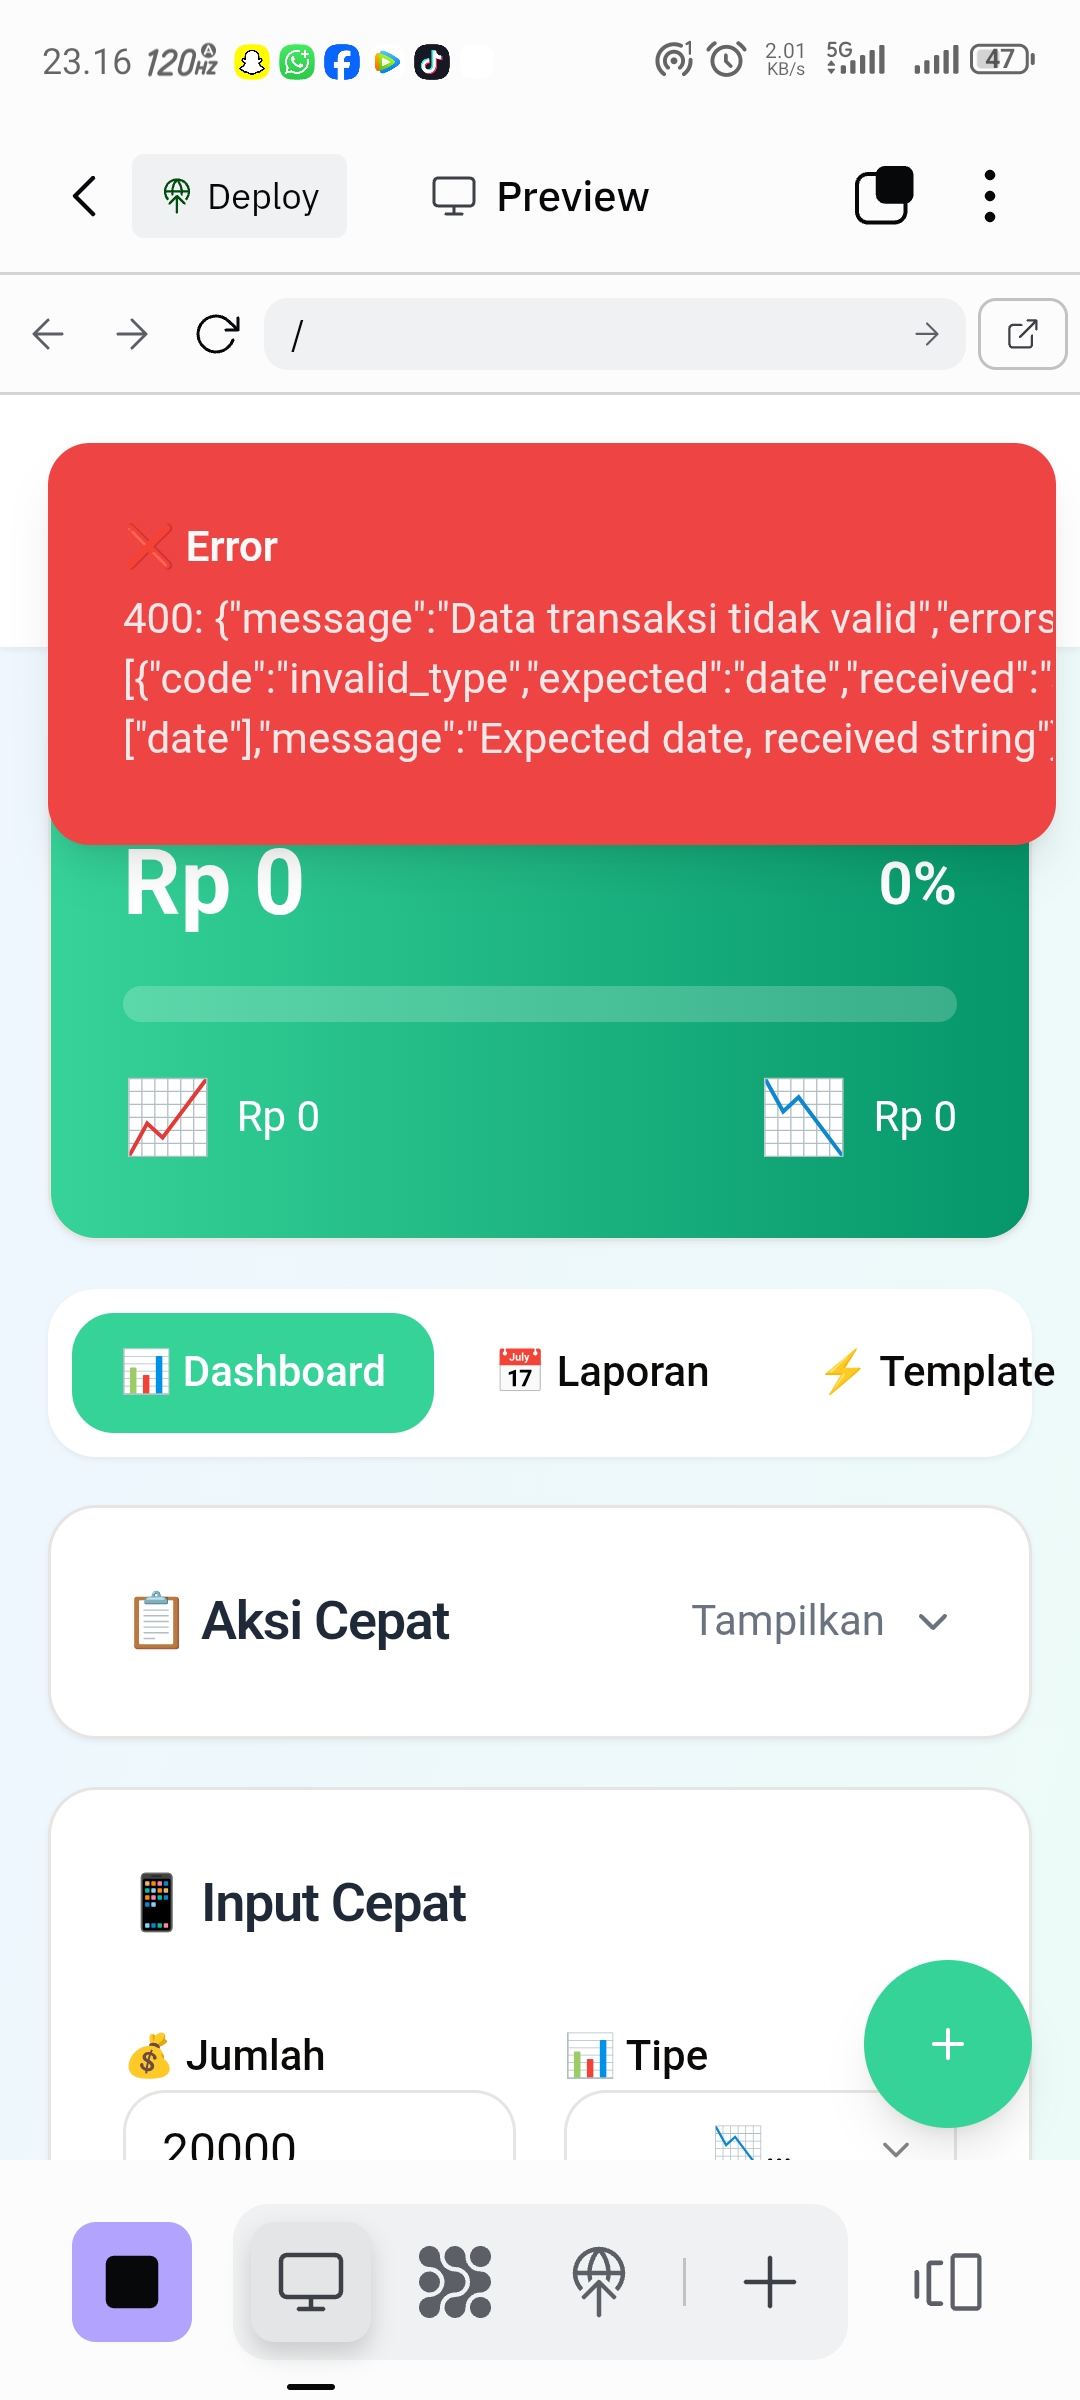 23.16 120Hz A 1 2.01 KB/s 5G 47
Deploy Preview
/
❌ Error
400: {"message":"Data transaksi tidak valid","errors
[{"code":"invalid_type","expected":"date","received":"
["date"],"message":"Expected date, received string"}
Rp 0 0%
📈 Rp 0 📉 Rp 0
📊 Dashboard 📅 Laporan ⚡ Template
📋 Aksi Cepat Tampilkan
📱 Input Cepat
💰 Jumlah 📊 Tipe
20000 📉...